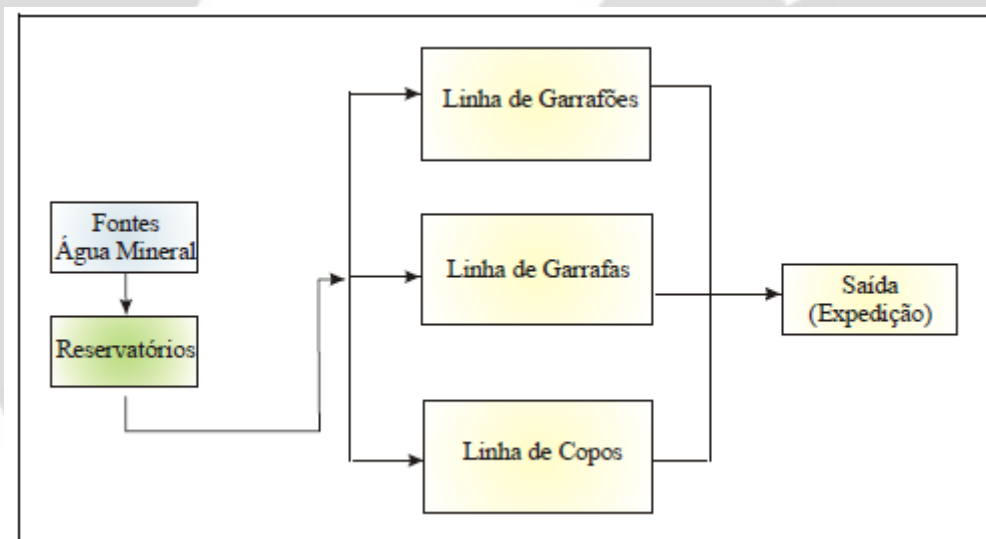 Linha de Garrafões
Fontes
Água Mineral
Linha de Garrafas
Saída
(Expedição)
Reservatórios
Linha de Copos